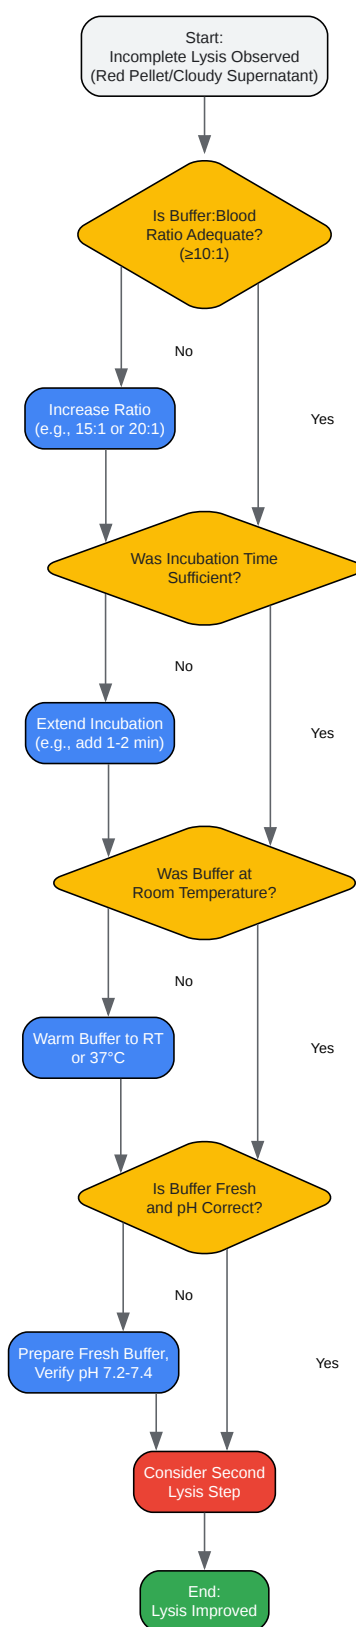 Start:
Incomplete Lysis Observed
(Red Pellet/Cloudy Supernatant)
Is Buffer:Blood
Ratio Adequate?
(≥10:1)
No
Increase Ratio
(e.g., 15:1 or 20:1)
Yes
Was Incubation Time
Sufficient?
No
Extend Incubation
(e.g., add 1-2 min)
Yes
Was Buffer at
Room Temperature?
No
Warm Buffer to RT
or 37°C
Yes
Is Buffer Fresh
and pH Correct?
No
Prepare Fresh Buffer,
Verify pH 7.2-7.4
Yes
Consider Second
Lysis Step
End:
Lysis Improved